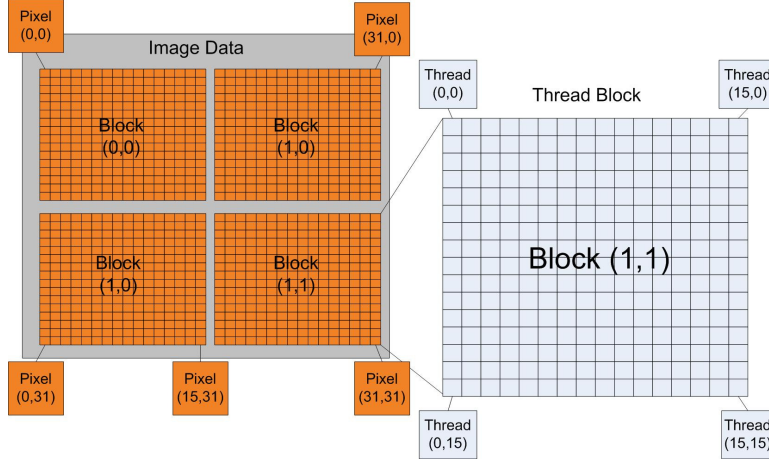 Pixel
(0,0)
Image Data
Pixel
(31,0)
Block
(0,0)
Block
(1,0)
Block
(1,0)
Block
(1,1)
Pixel
(0,31)
Pixel
(15,31)
Pixel
(31,31)
Thread
(0,0)
Thread Block
Thread
(15,0)
Block (1,1)
Thread
(0,15)
Thread
(15,15)